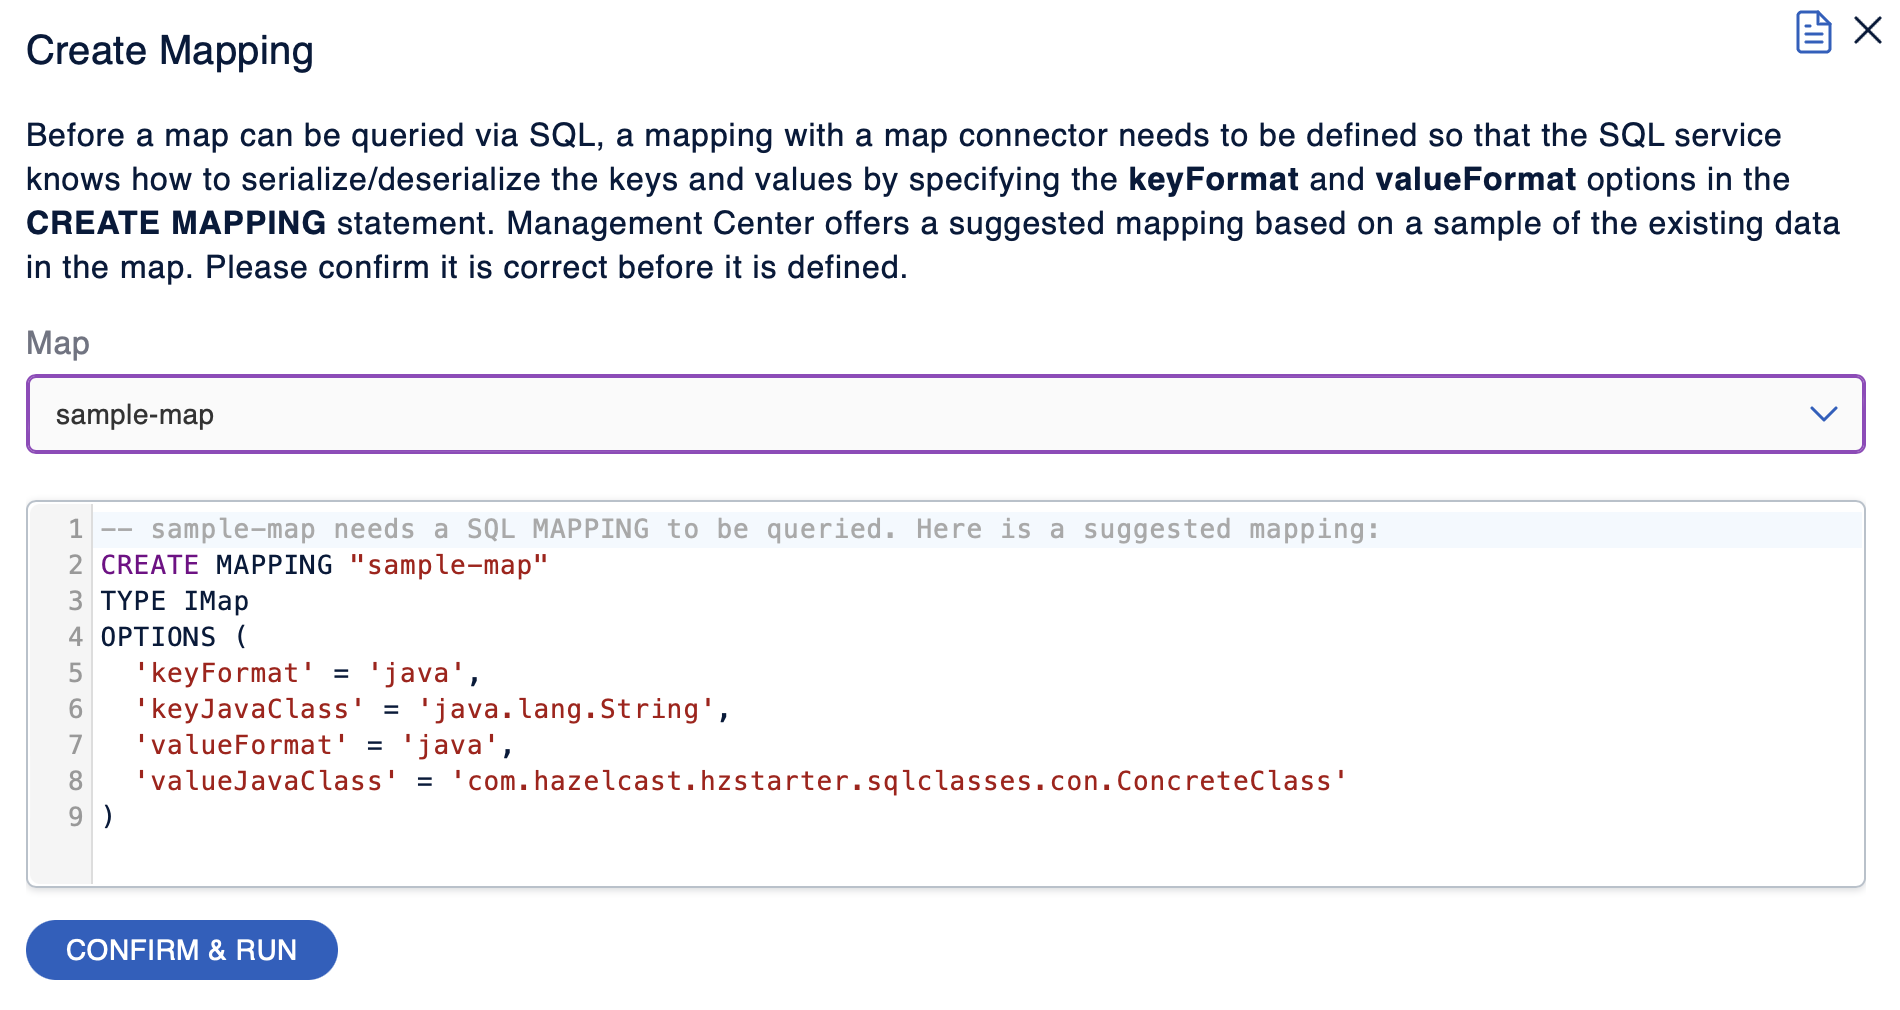 Create Mapping
Before a map can be queried via SQL, a mapping with a map connector needs to be defined so that the SQL service
knows how to serialize/deserialize the keys and values by specifying the keyFormat and valueFormat options in the
CREATE MAPPING statement. Management Center offers a suggested mapping based on a sample of the existing data
in the map. Please confirm it is correct before it is defined.
Map
sample-map
1 -- sample-map needs a SQL MAPPING to be queried. Here is a suggested mapping:
2 CREATE MAPPING "sample-map"
3 TYPE IMap
4 OPTIONS (
5   'keyFormat' = 'java',
6   'keyJavaClass' = 'java.lang.String',
7   'valueFormat' = 'java',
8   'valueJavaClass' = 'com.hazelcast.hzstarter.sqlclasses.con.ConcreteClass'
9 )
CONFIRM & RUN